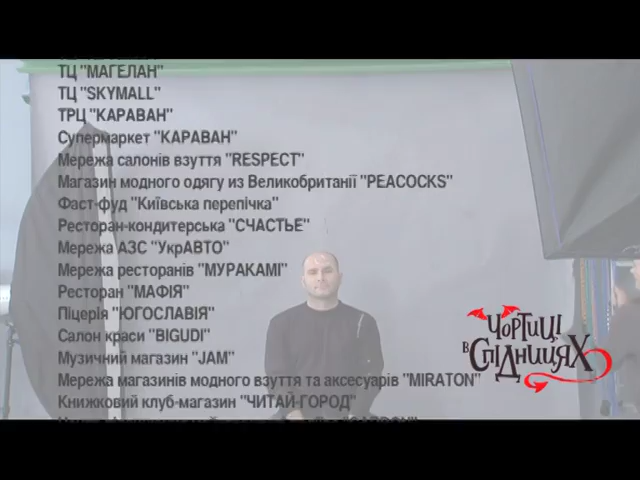 ТЦ "МАГЕЛАН"
ТЦ "SKYMALL"
ТРЦ "КАРАВАН"
Супермаркет "КАРАВАН"
Мережа салонів взуття "RESPECT"
Магазин модного одягу из Великобританії "PEACOCKS"
Фаст-фуд "Київська перепічка"
Ресторан-кондитерська "СЧАСТЬЕ"
Мережа АЗС "УкрАВТО"
Мережа ресторанів "МУРАКАМІ"
Ресторан "МАФІЯ"
Піцерія "ЮГОСЛАВІЯ"
Салон краси "BIGUDI"
Музичний магазин "JAM"
Мережа магазинів модного взуття та аксесуарів "MIRATON"
Книжковий клуб-магазин "ЧИТАЙ-ГОРОД"
ЧОРТИЦІ
В СПІДНИЦЯХ